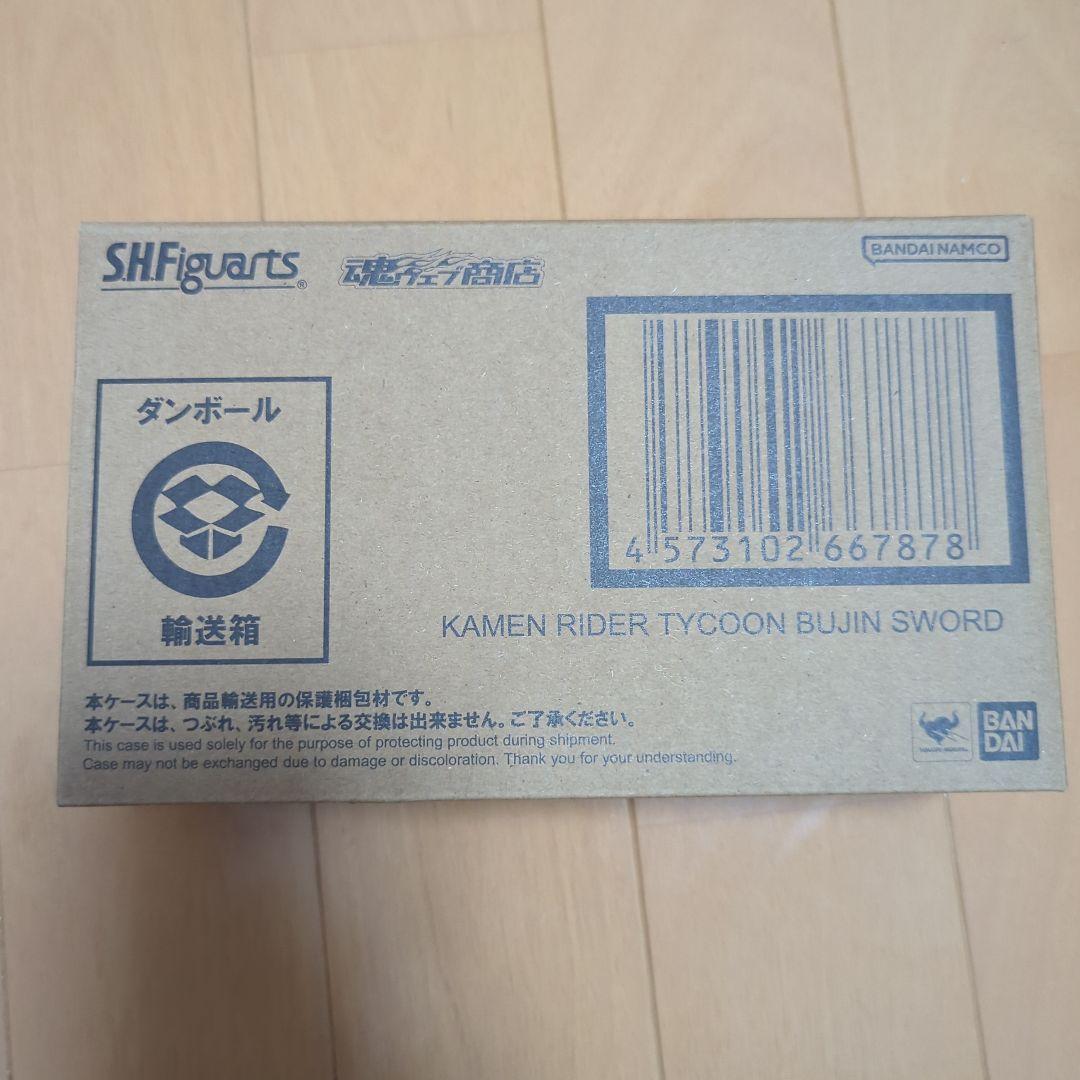 S.H.Figuarts®
魂ウェブ商店
BANDAI NAMCO
ダンボール
輸送箱
4 573102 667878
KAMEN RIDER TYCOON BUJIN SWORD
本ケースは、商品輸送用の保護梱包材です。
本ケースは、つぶれ、汚れ等による交換は出来ません。ご了承ください。
This case is used solely for the purpose of protecting product during shipment.
Case may not be exchanged due to damage or discoloration. Thank you for your understanding.
BAN
DAI